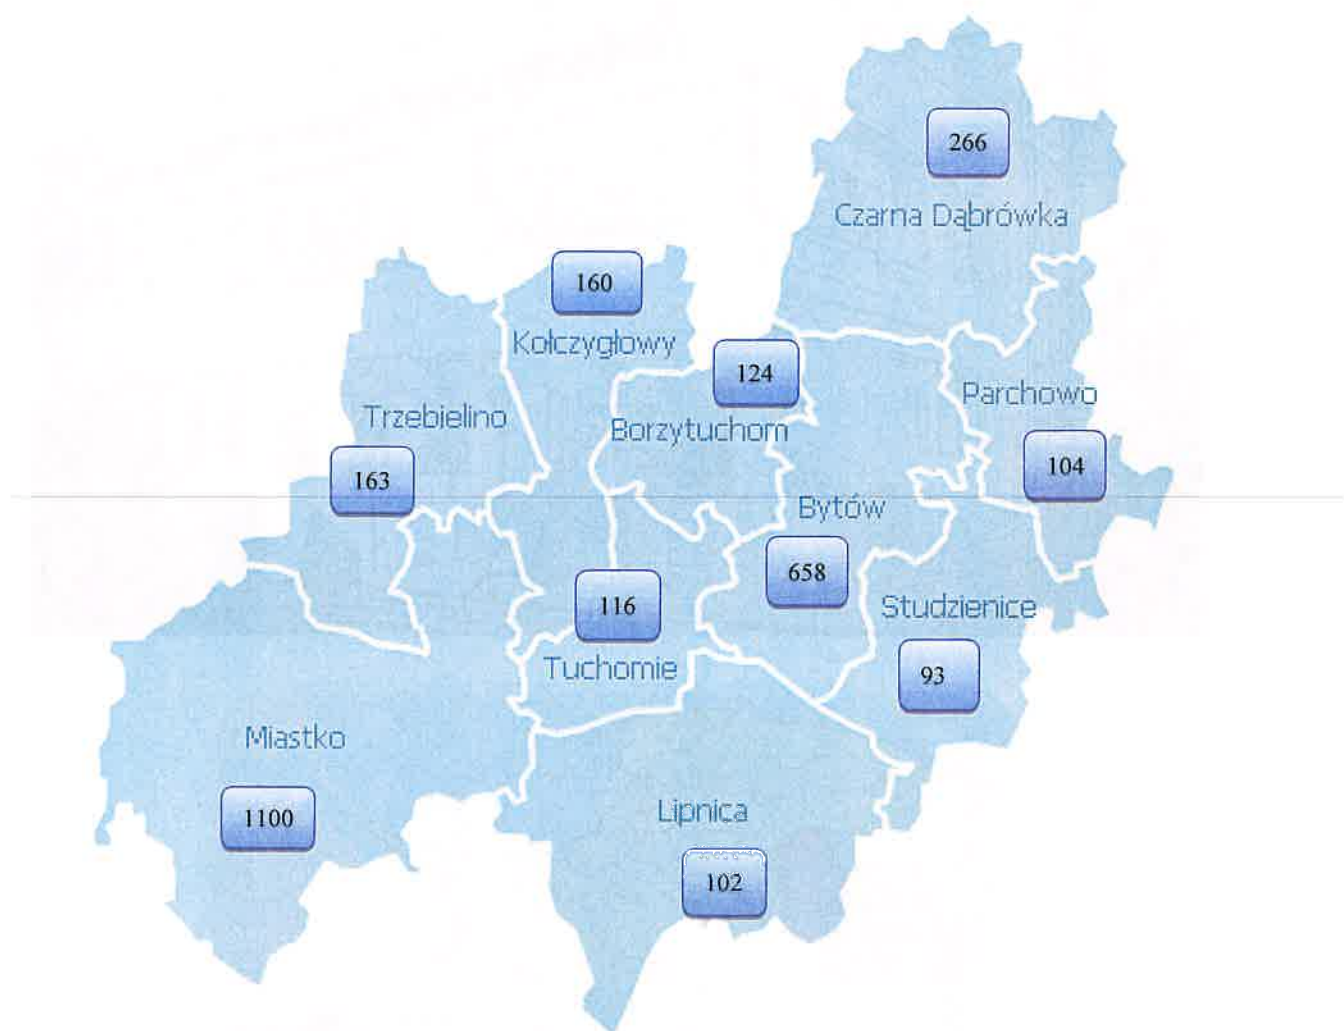 266
Czarna Dąbrówka
160
Kołczygłowy
124
Borzytuchom
Parchowo
104
Trzebielino
163
Bytów
658
116
Tuchomie
Studzienice
93
Miastko
1100
Lipnica
102